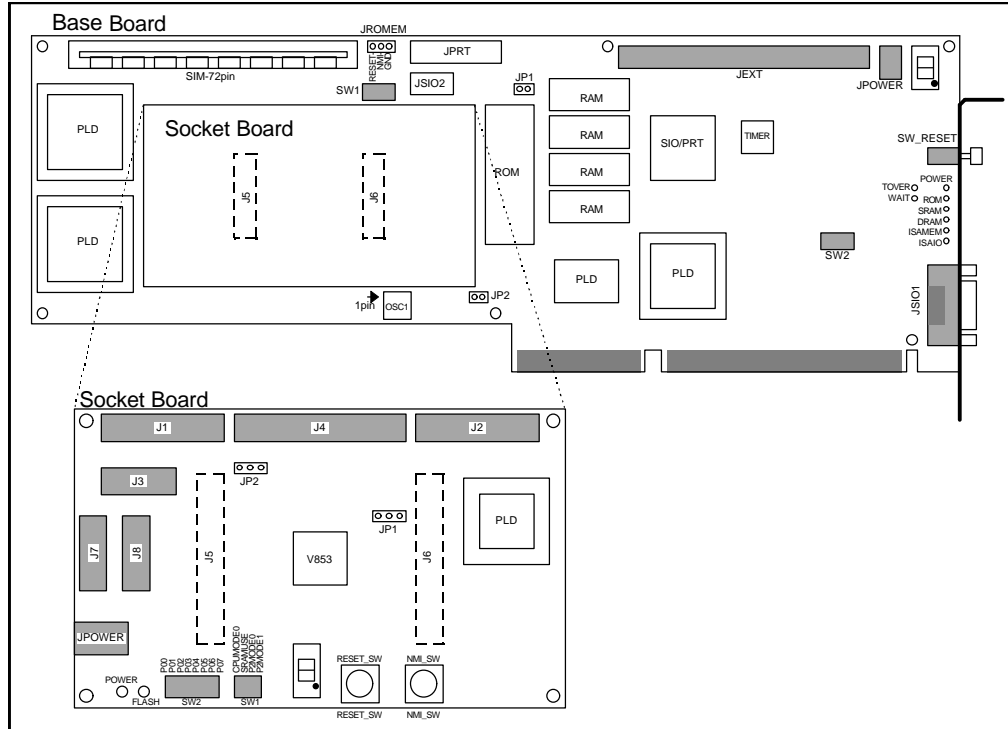 Base Board
JROMEM
RESET-
NMI-
GND
JPRT
SIM-72pin
SW1
JSIO2
JP1
JEXT
JPOWER
PLD
Socket Board
J5
J6
ROM
RAM
RAM
RAM
RAM
SIO/PRT
TIMER
SW_RESET
TOVER
WAIT
POWER
ROM
SRAM
DRAM
ISAMEM
ISAIO
PLD
SW2
PLD
PLD
1pin
OSC1
JP2
JSIO1
Socket Board
J1
J4
J2
J3
JP2
JP1
PLD
J7
J8
J5
V853
J6
JPOWER
P00
P01
P02
P03
P04
P05
P06
P07
CPUMODE0
SRAMUSE
P2MODE0
P2MODE1
RESET_SW
NMI_SW
POWER
FLASH
SW2
SW1
RESET_SW
NMI_SW